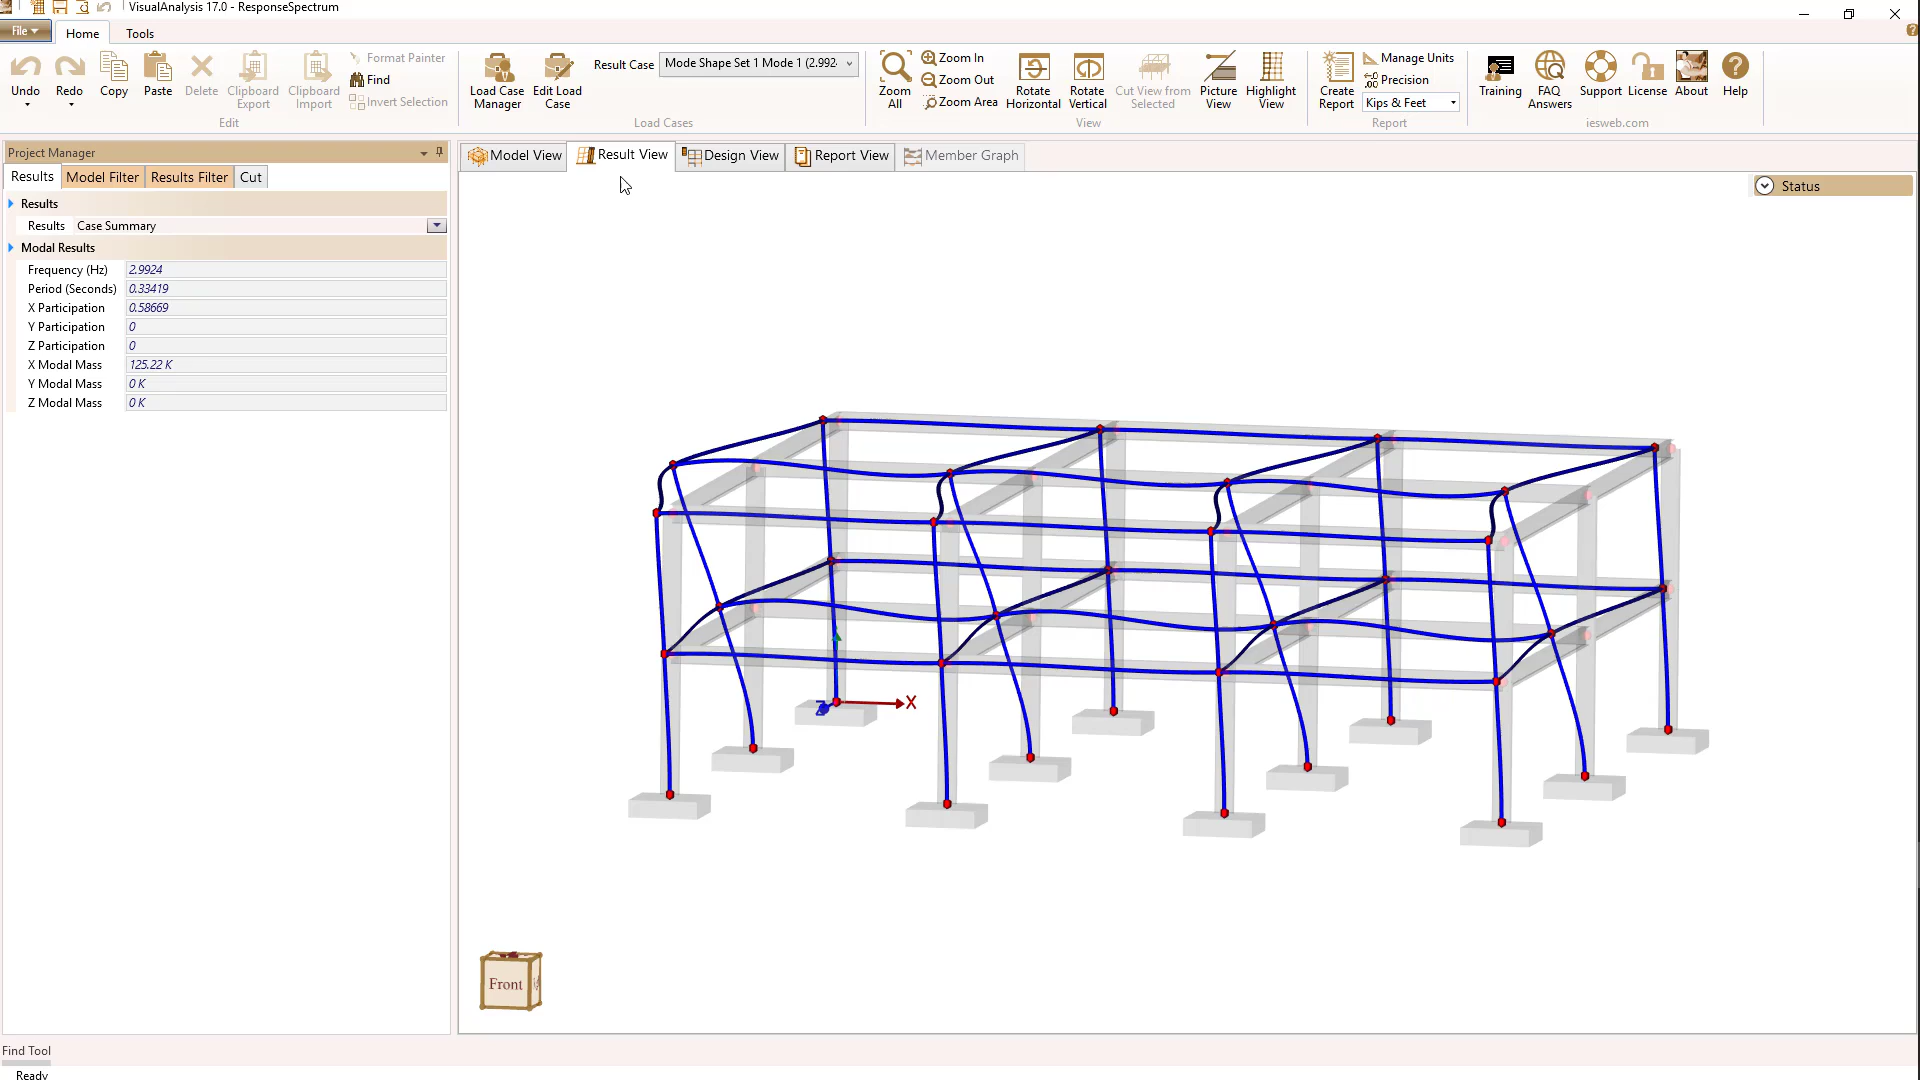 VisualAnalysis 17.0 - ResponseSpectrum
File
Home
Tools
Undo
Redo
Copy
Paste
Delete
Clipboard Export
Clipboard Import
Format Painter
Find
Invert Selection
Edit
Load Case Manager
Edit Load Case
Result Case
Mode Shape Set 1 Mode 1 (2.992
Load Cases
Zoom All
Zoom In
Zoom Out
Zoom Area
Rotate Horizontal
Rotate Vertical
Cut View from Selected
Picture View
Highlight View
View
Create Report
Manage Units
Precision
Kips & Feet
Report
Training
FAQ Answers
Support
License
About
Help
iesweb.com
Project Manager
Results
Model Filter
Results Filter
Cut
Results
Results Case Summary
Modal Results
Frequency (Hz) 2.9924
Period (Seconds) 0.33419
X Participation 0.58669
Y Participation 0
Z Participation 0
X Modal Mass 125.22 K
Y Modal Mass 0 K
Z Modal Mass 0 K
Model View
Result View
Design View
Report View
Member Graph
Status
Z
X
Front
Find Tool
Ready